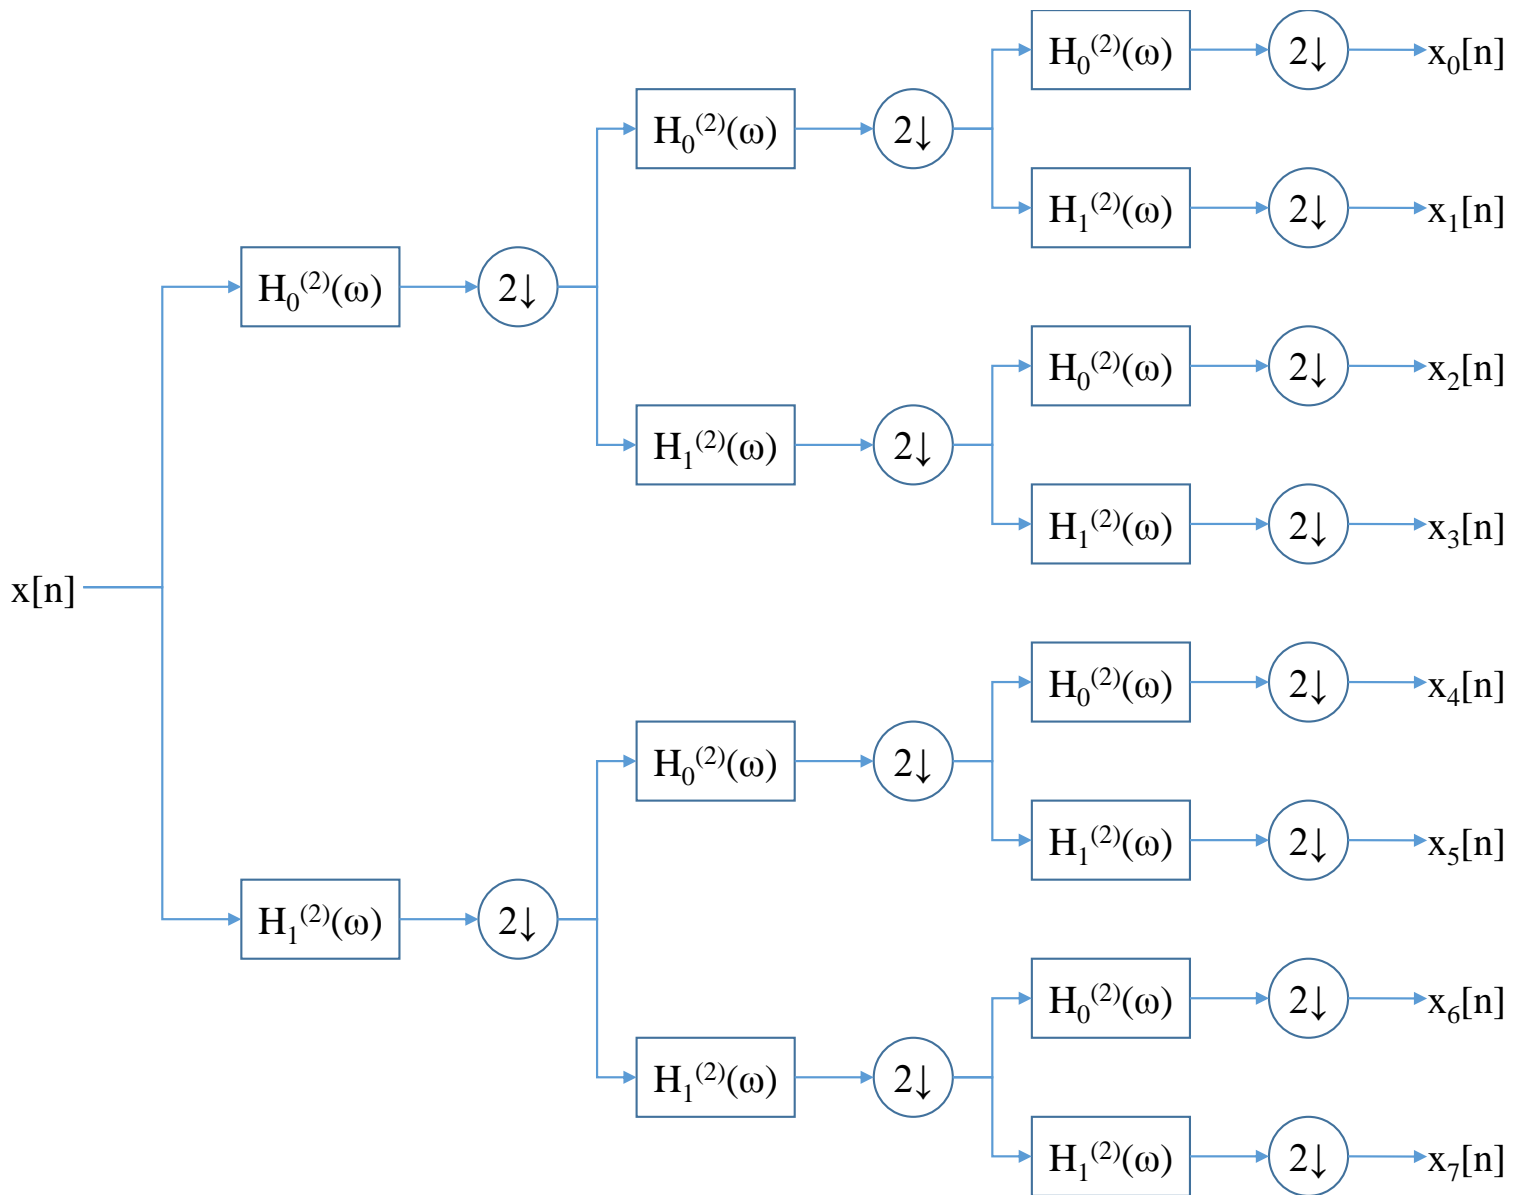 H₀⁽²⁾(ω) 2↓ x₀[n]
H₀⁽²⁾(ω) 2↓
H₁⁽²⁾(ω) 2↓ x₁[n]
H₀⁽²⁾(ω) 2↓
H₀⁽²⁾(ω) 2↓ x₂[n]
H₁⁽²⁾(ω) 2↓
H₁⁽²⁾(ω) 2↓ x₃[n]
x[n]
H₀⁽²⁾(ω) 2↓ x₄[n]
H₀⁽²⁾(ω) 2↓
H₁⁽²⁾(ω) 2↓ x₅[n]
H₁⁽²⁾(ω) 2↓
H₀⁽²⁾(ω) 2↓ x₆[n]
H₁⁽²⁾(ω) 2↓
H₁⁽²⁾(ω) 2↓ x₇[n]